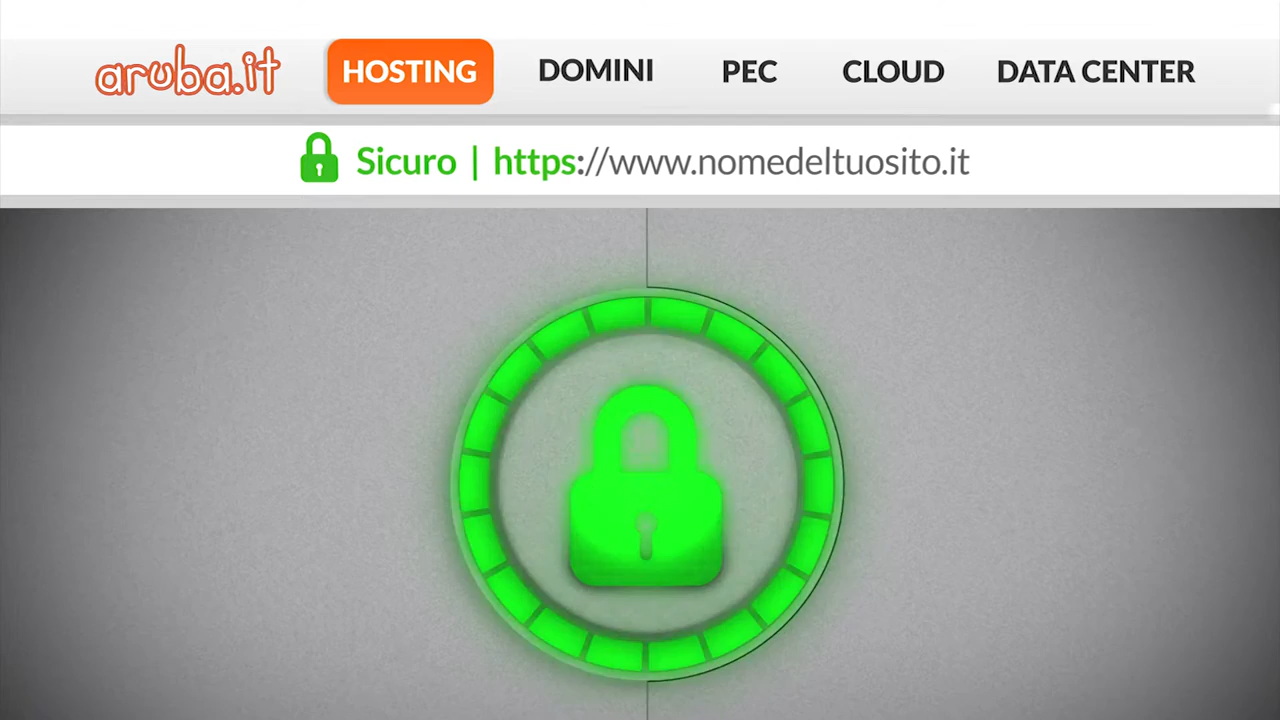 aruba.it HOSTING DOMINI PEC CLOUD DATA CENTER
Sicuro | https://www.nomedeltuosito.it